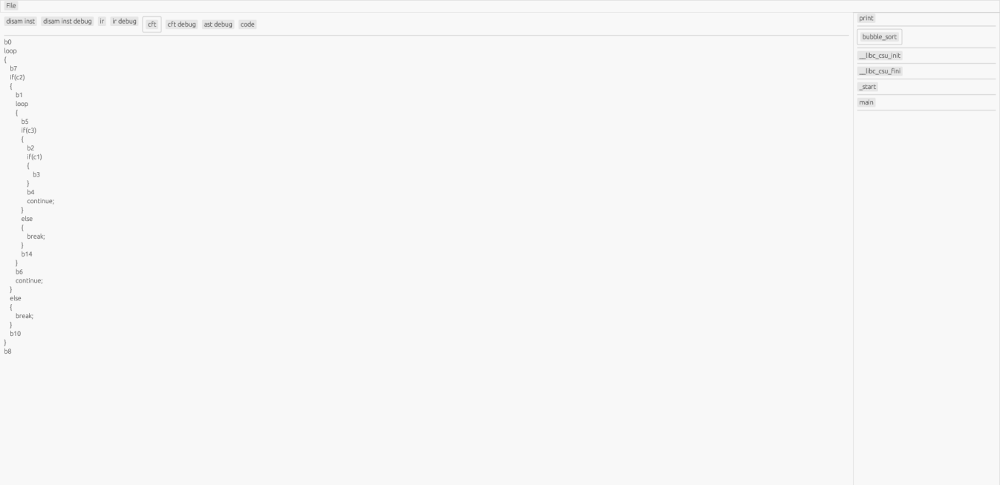 File
disam inst disam inst debug ir ir debug cft cft debug ast debug code
b0
loop
{
b7
if(c2)
{
b1
loop
{
b5
if(c3)
{
b2
if(c1)
{
b3
}
b4
continue;
}
else
{
break;
}
b14
}
b6
continue;
}
else
{
break;
}
b10
}
b8
print
bubble_sort
__libc_csu_init
__libc_csu_fini
_start
main